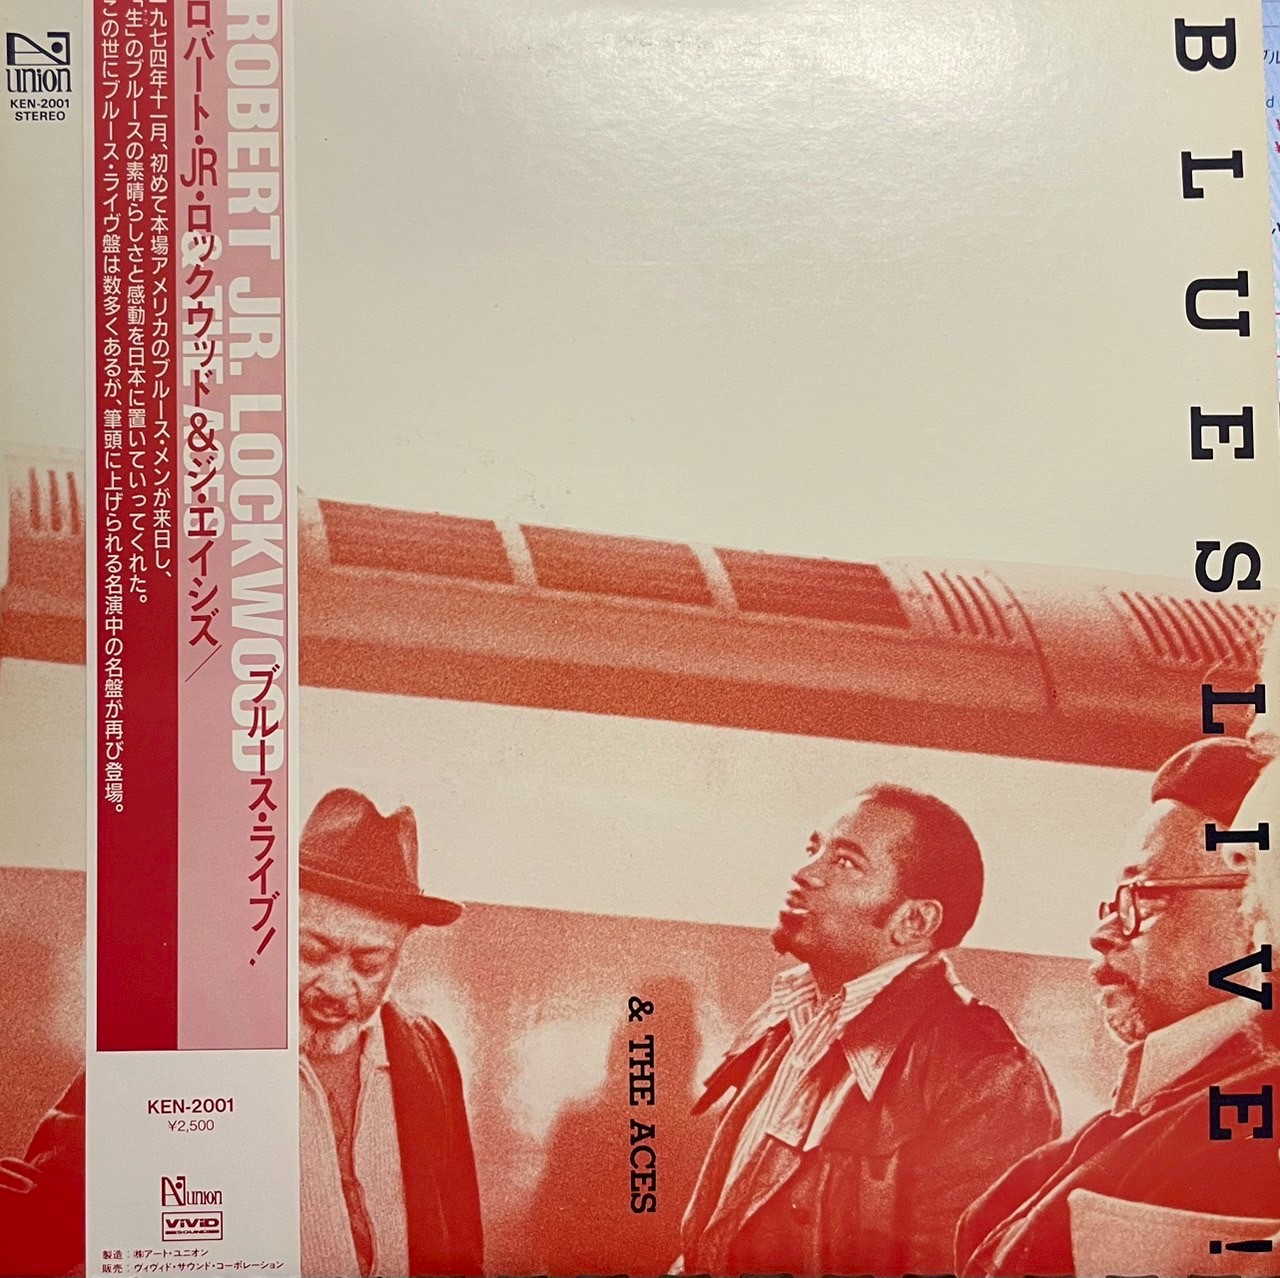 union
KEN-2001
STEREO
ROBERT JR. LOCKWOOD
& THE ACES
ロバート・JR・ロックウッド&ジ・エイシズ/
ブルース・ライブ!
一九七四年十一月、初めて本場アメリカのブルース・メンが来日し、
「生」のブルースの素晴らしさと感動を日本に置いていってくれた。
この世にブルース・ライヴ盤は数多くあるが、筆頭に上げられる名演中の名盤が再び登場。
KEN-2001
¥2,500
union
ViViD
SOUND
製造:㈱アート・ユニオン
販売:ヴィヴィド・サウンド・コーポレーション
BLUES LIVE!
& THE ACES